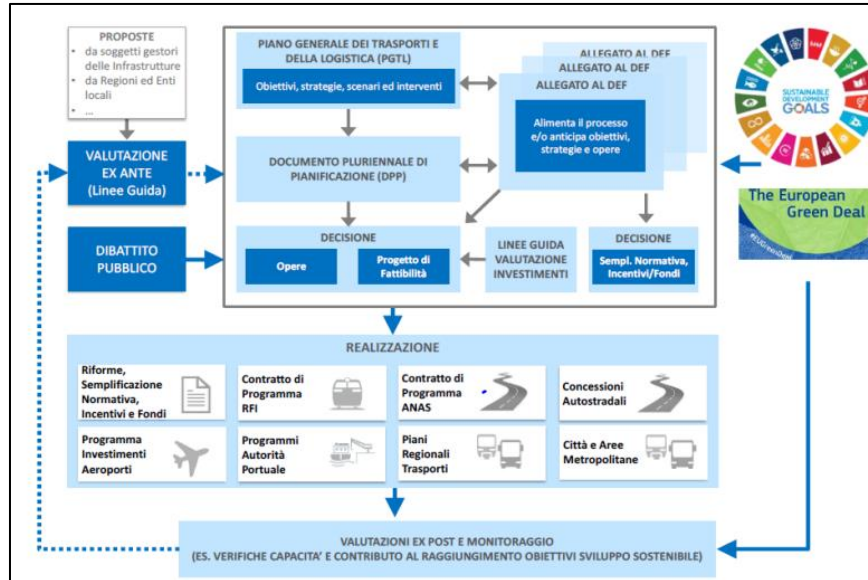 PROPOSTE
• da soggetti gestori
delle Infrastrutture
• da Regioni ed Enti
locali
• ...
VALUTAZIONE
EX ANTE
(Linee Guida)
DIBATTITO
PUBBLICO
PIANO GENERALE DEI TRASPORTI E
DELLA LOGISTICA (PGTL)
Obiettivi, strategie, scenari ed interventi
DOCUMENTO PLURIENNALE DI
PIANIFICAZIONE (DPP)
ALLEGATO AL DEF
ALLEGATO AL DEF
ALLEGATO AL DEF
Alimenta il processo
e/o anticipa obiettivi,
strategie e opere
DECISIONE
Opere
Progetto di
Fattibilità
LINEE GUIDA
VALUTAZIONE
INVESTIMENTI
DECISIONE
Sempl. Normativa,
Incentivi/Fondi
SUSTAINABLE
DEVELOPMENT
GOALS
The European
Green Deal
#EUGreenDeal
REALIZZAZIONE
Riforme,
Semplificazione
Normativa,
Incentivi e Fondi
Contratto di
Programma
RFI
Contratto di
Programma
ANAS
Concessioni
Autostradali
Programma
Investimenti
Aeroporti
Programmi
Autorità
Portuale
Piani
Regionali
Trasporti
Città e Aree
Metropolitane
VALUTAZIONI EX POST E MONITORAGGIO
(ES. VERIFICHE CAPACITA' E CONTRIBUTO AL RAGGIUNGIMENTO OBIETTIVI SVILUPPO SOSTENIBILE)